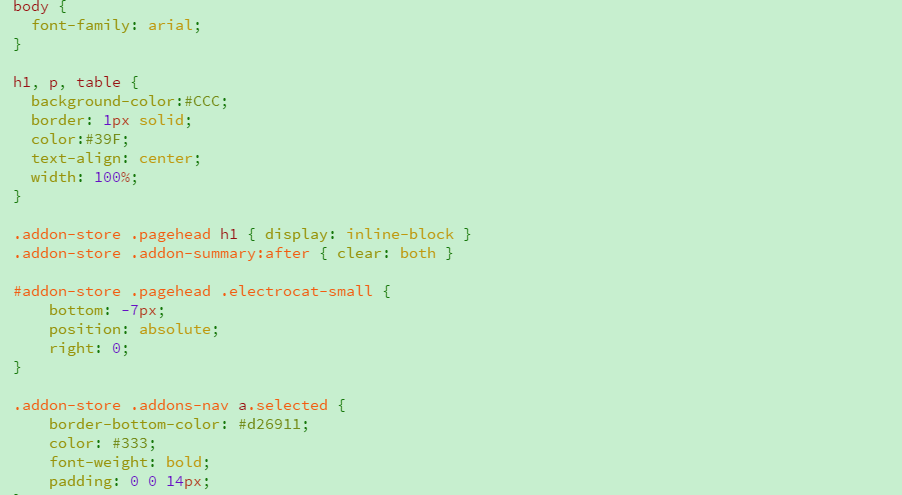 body {
  font-family: arial;
}

h1, p, table {
  background-color:#CCC;
  border: 1px solid;
  color:#39F;
  text-align: center;
  width: 100%;
}

.addon-store .pagehead h1 { display: inline-block }
.addon-store .addon-summary:after { clear: both }

#addon-store .pagehead .electrocat-small {
    bottom: -7px;
    position: absolute;
    right: 0;
}

.addon-store .addons-nav a.selected {
    border-bottom-color: #d26911;
    color: #333;
    font-weight: bold;
    padding: 0 0 14px;
}